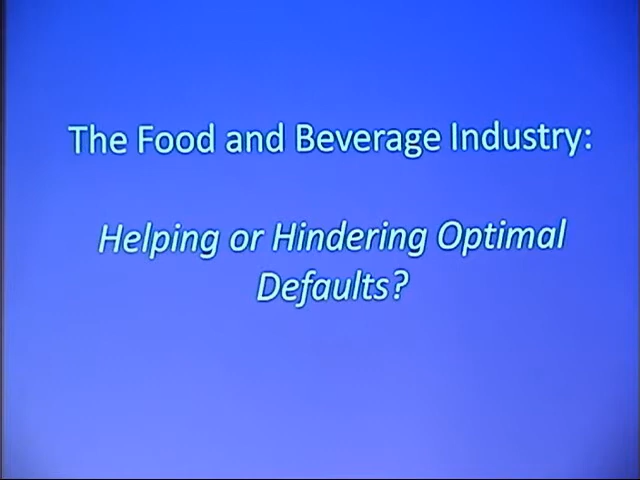 The Food and Beverage Industry:
Helping or Hindering Optimal
Defaults?